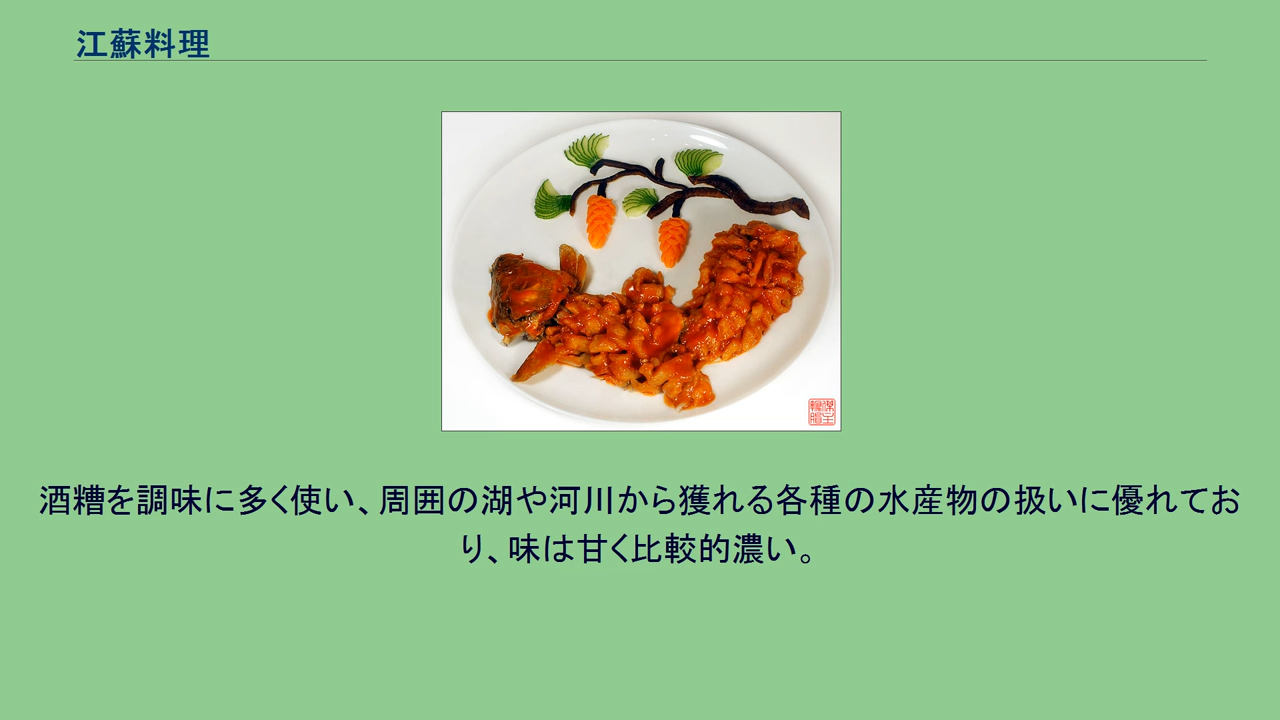 江蘇料理
酒糟を調味に多く使い、周囲の湖や河川から獲れる各種の水産物の扱いに優れてお
り、味は甘く比較的濃い。